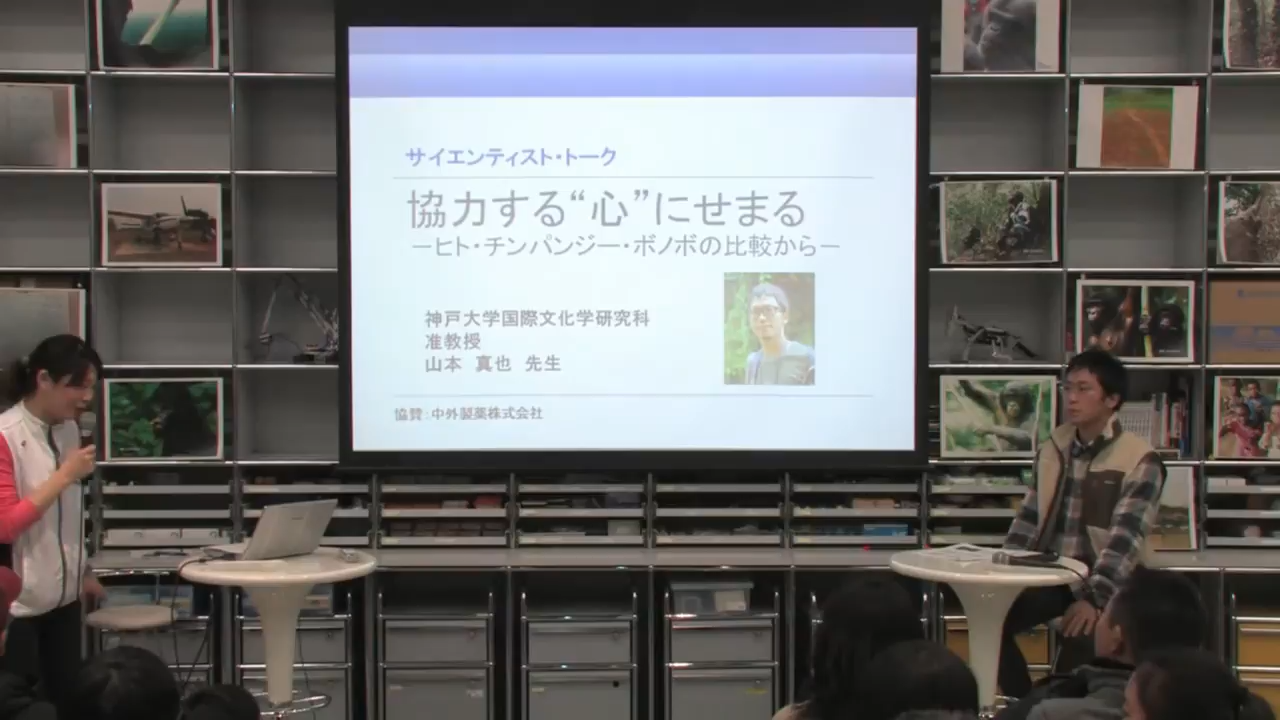 サイエンティスト・トーク
協力する“心”にせまる
―ヒト・チンパンジー・ボノボの比較から―
神戸大学国際文化学研究科
准教授
山本　真也　先生
協賛：中外製薬株式会社